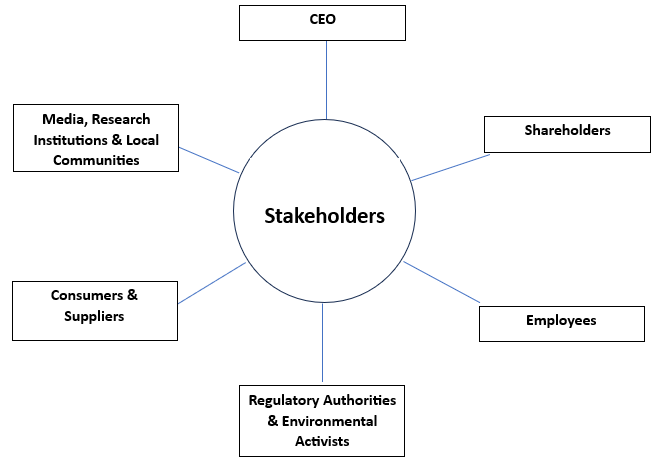 CEO
Media, Research
Institutions & Local
Communities
Shareholders
Stakeholders
Consumers &
Suppliers
Employees
Regulatory Authorities
& Environmental
Activists